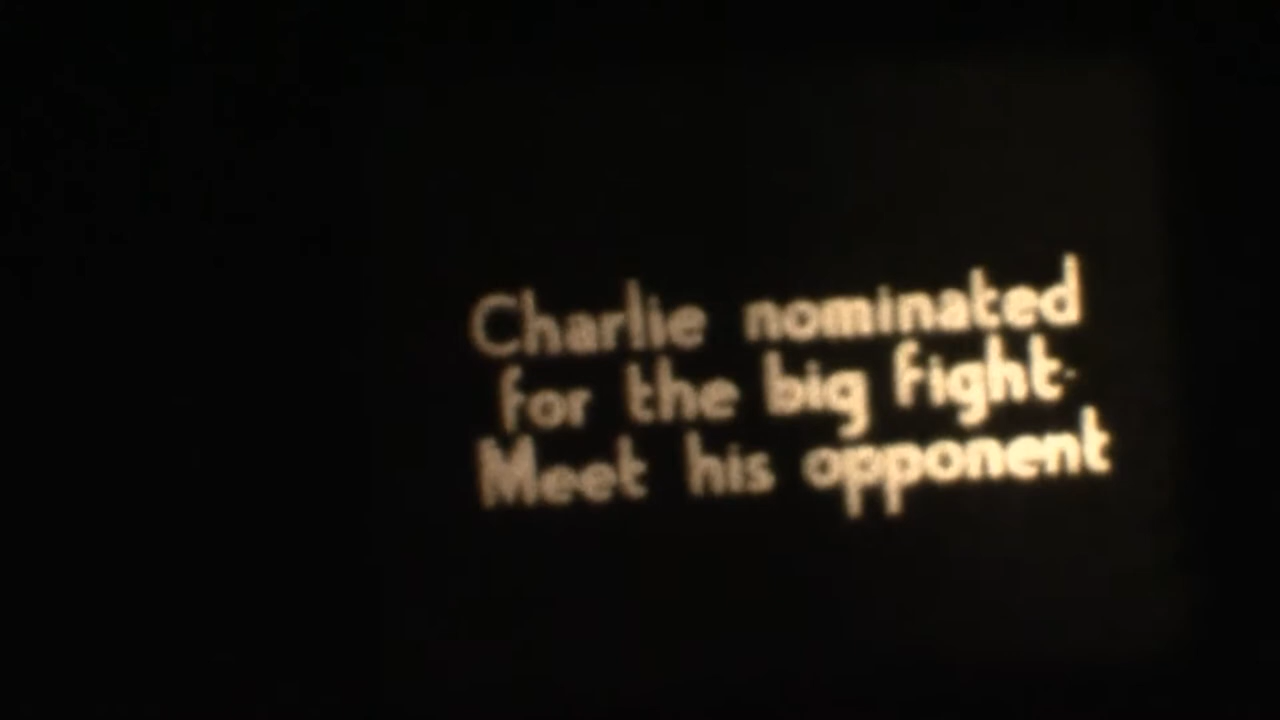 Charlie nominated
for the big fight-
Meet his opponent